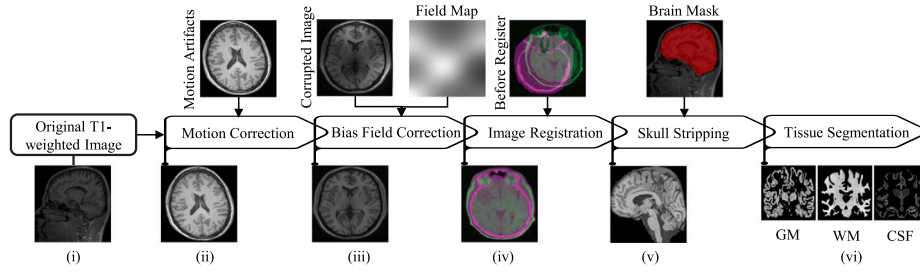 Motion Artifacts
Corrupted Image
Field Map
Before Register
Brain Mask
Original T1-
weighted Image
Motion Correction
Bias Field Correction
Image Registration
Skull Stripping
Tissue Segmentation
GM
WM
CSF
(i)
(ii)
(iii)
(iv)
(v)
(vi)